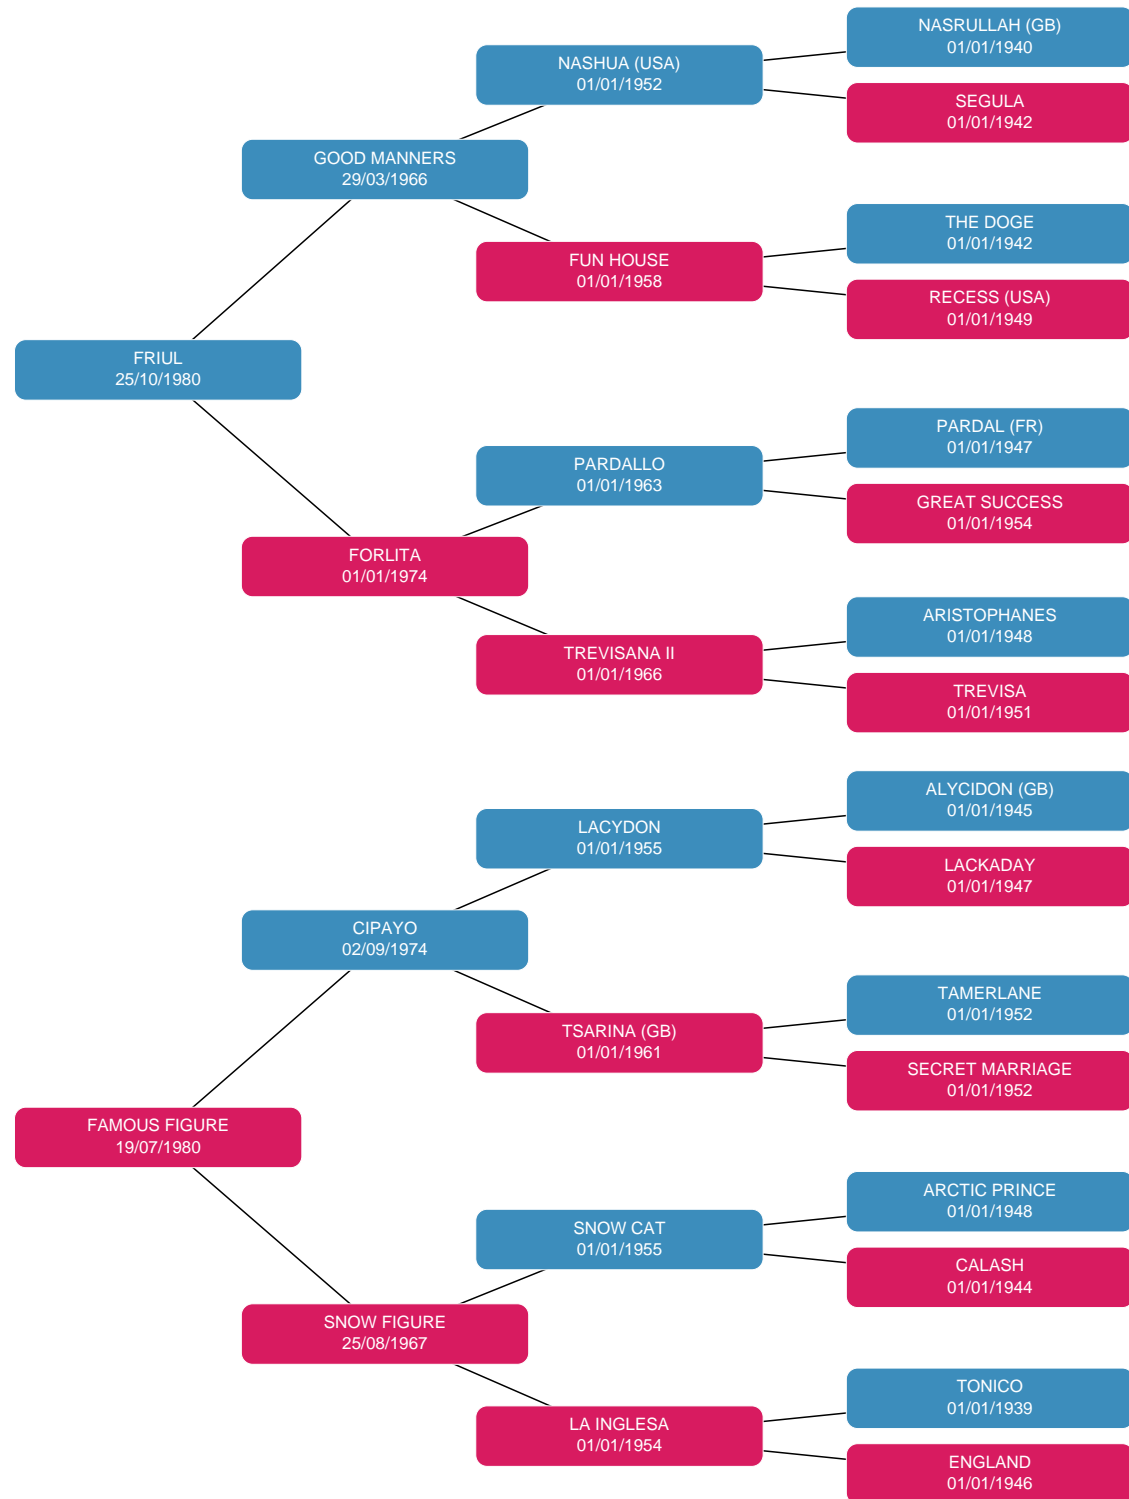 NASRULLAH (GB)
01/01/1940
NASHUA (USA)
01/01/1952
SEGULA
01/01/1942
GOOD MANNERS
29/03/1966
THE DOGE
01/01/1942
FUN HOUSE
01/01/1958
RECESS (USA)
01/01/1949
FRIUL
25/10/1980
PARDAL (FR)
01/01/1947
PARDALLO
01/01/1963
GREAT SUCCESS
01/01/1954
FORLITA
01/01/1974
ARISTOPHANES
01/01/1948
TREVISANA II
01/01/1966
TREVISA
01/01/1951
ALYCIDON (GB)
01/01/1945
LACYDON
01/01/1955
LACKADAY
01/01/1947
CIPAYO
02/09/1974
TAMERLANE
01/01/1952
TSARINA (GB)
01/01/1961
SECRET MARRIAGE
01/01/1952
FAMOUS FIGURE
19/07/1980
ARCTIC PRINCE
01/01/1948
SNOW CAT
01/01/1955
CALASH
01/01/1944
SNOW FIGURE
25/08/1967
TONICO
01/01/1939
LA INGLESA
01/01/1954
ENGLAND
01/01/1946